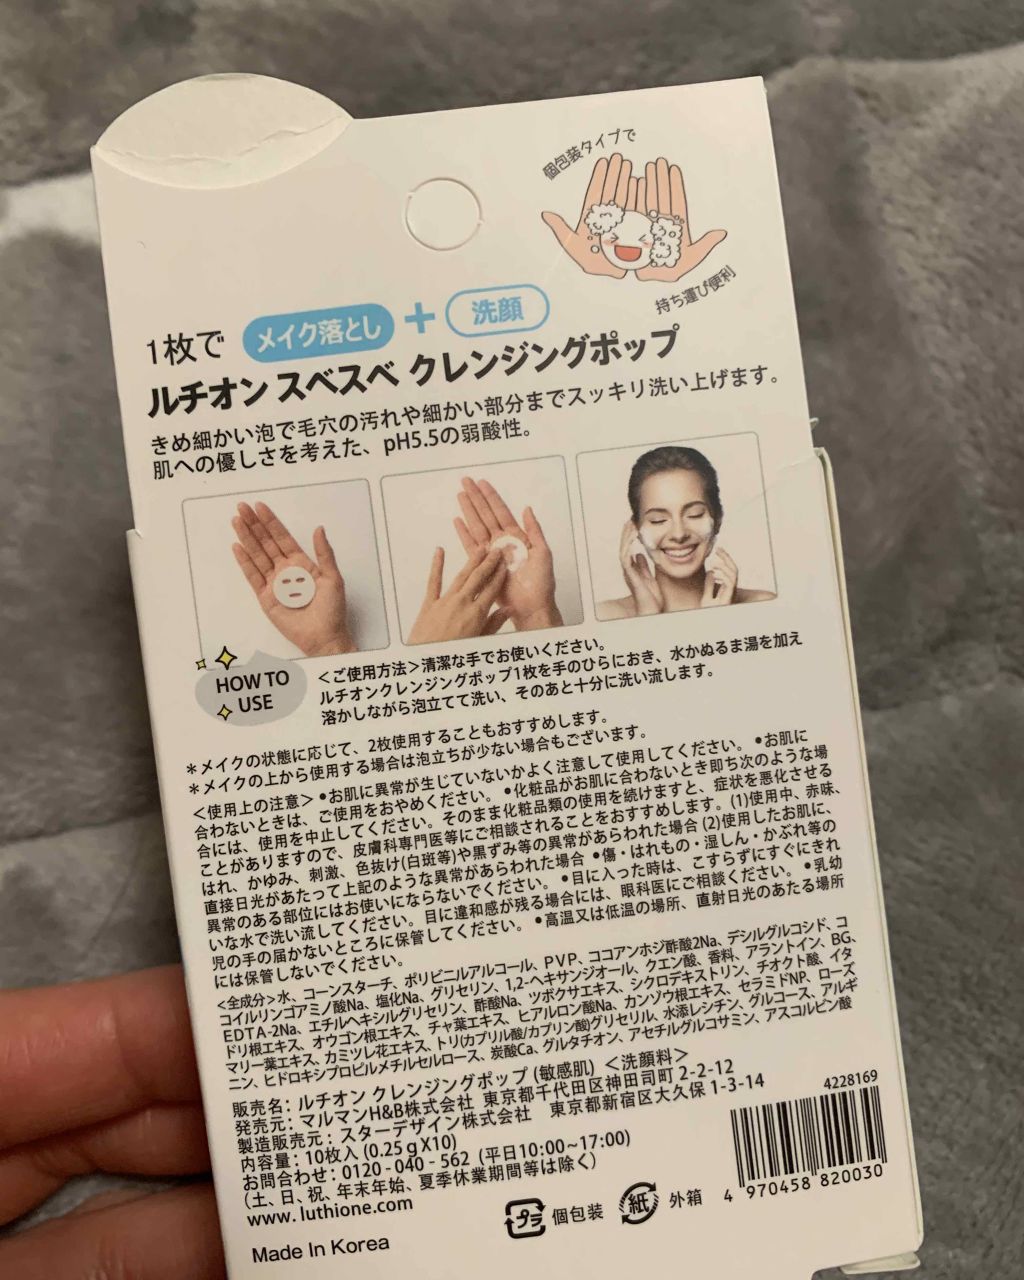 個包装タイプで
持ち運び便利
1枚で メイク落とし + 洗顔
ルチオン スベスベ クレンジングポップ
きめ細かい泡で毛穴の汚れや細かい部分までスッキリ洗い上げます。
肌への優しさを考えた、pH5.5の弱酸性。
HOW TO
USE
<ご使用方法>清潔な手でお使いください。
ルチオンクレンジングポップ1枚を手のひらにおき、水かぬるま湯を加え
溶かしながら泡立てて洗い、そのあと十分に洗い流します。
*メイクの状態に応じて、2枚使用することもおすすめします。
*メイクの上から使用する場合は泡立ちが少ない場合もございます。
<使用上の注意> •お肌に異常が生じていないかよく注意して使用してください。 •お肌に
合わないときは、ご使用をおやめください。 •化粧品がお肌に合わないとき即ち次のような場
合には、使用を中止してください。そのまま化粧品類の使用を続けますと、症状を悪化させる
ことがありますので、皮膚科専門医等にご相談されることをおすすめします。(1)使用中、赤味、
はれ、かゆみ、刺激、色抜け(白斑等)や黒ずみ等の異常があらわれた場合 (2)使用したお肌に、
直接日光があたって上記のような異常があらわれた場合 •傷・はれもの・湿しん・かぶれ等の
異常のある部位にはお使いにならないでください。 •目に入った時は、こすらずにすぐにきれ
いな水で洗い流してください。目に違和感が残る場合には、眼科医にご相談ください。 •乳幼
児の手の届かないところに保管してください。 •高温又は低温の場所、直射日光のあたる場所
には保管しないでください。
<全成分>水、コーンスターチ、ポリビニルアルコール、PVP、ココアンホジ酢酸2Na、デシルグルコシド、コ
コイルリンゴアミノ酸Na、塩化Na、グリセリン、1,2-ヘキサンジオール、クエン酸、香料、アラントイン、BG、
EDTA-2Na、エチルヘキシルグリセリン、酢酸Na、ツボクサエキス、シクロデキストリン、チオクト酸、イタ
ドリ根エキス、オウゴン根エキス、チャ葉エキス、ヒアルロン酸Na、カンゾウ根エキス、セラミドNP、ローズ
マリー葉エキス、カミツレ花エキス、トリ(カプリル酸/カプリン酸)グリセリル、水添レシチン、グルコース、アルギ
ニン、ヒドロキシプロピルメチルセルロース、炭酸Ca、グルタチオン、アセチルグルコサミン、アスコルビン酸
販売名: ルチオン クレンジングポップ (敏感肌) <洗顔料>
発売元: マルマンH&B株式会社 東京都千代田区神田司町 2-2-12
製造販売元: スターデザイン株式会社 東京都新宿区大久保 1-3-14
内容量: 10枚入 (0.25gX10)
お問合わせ: 0120-040-562 (平日10:00~17:00)
(土、日、祝、年末年始、夏季休業期間等は除く)
www. luthione.com
4228169
4 970458 820030
プラ 個包装 紙 外箱
Made In Korea